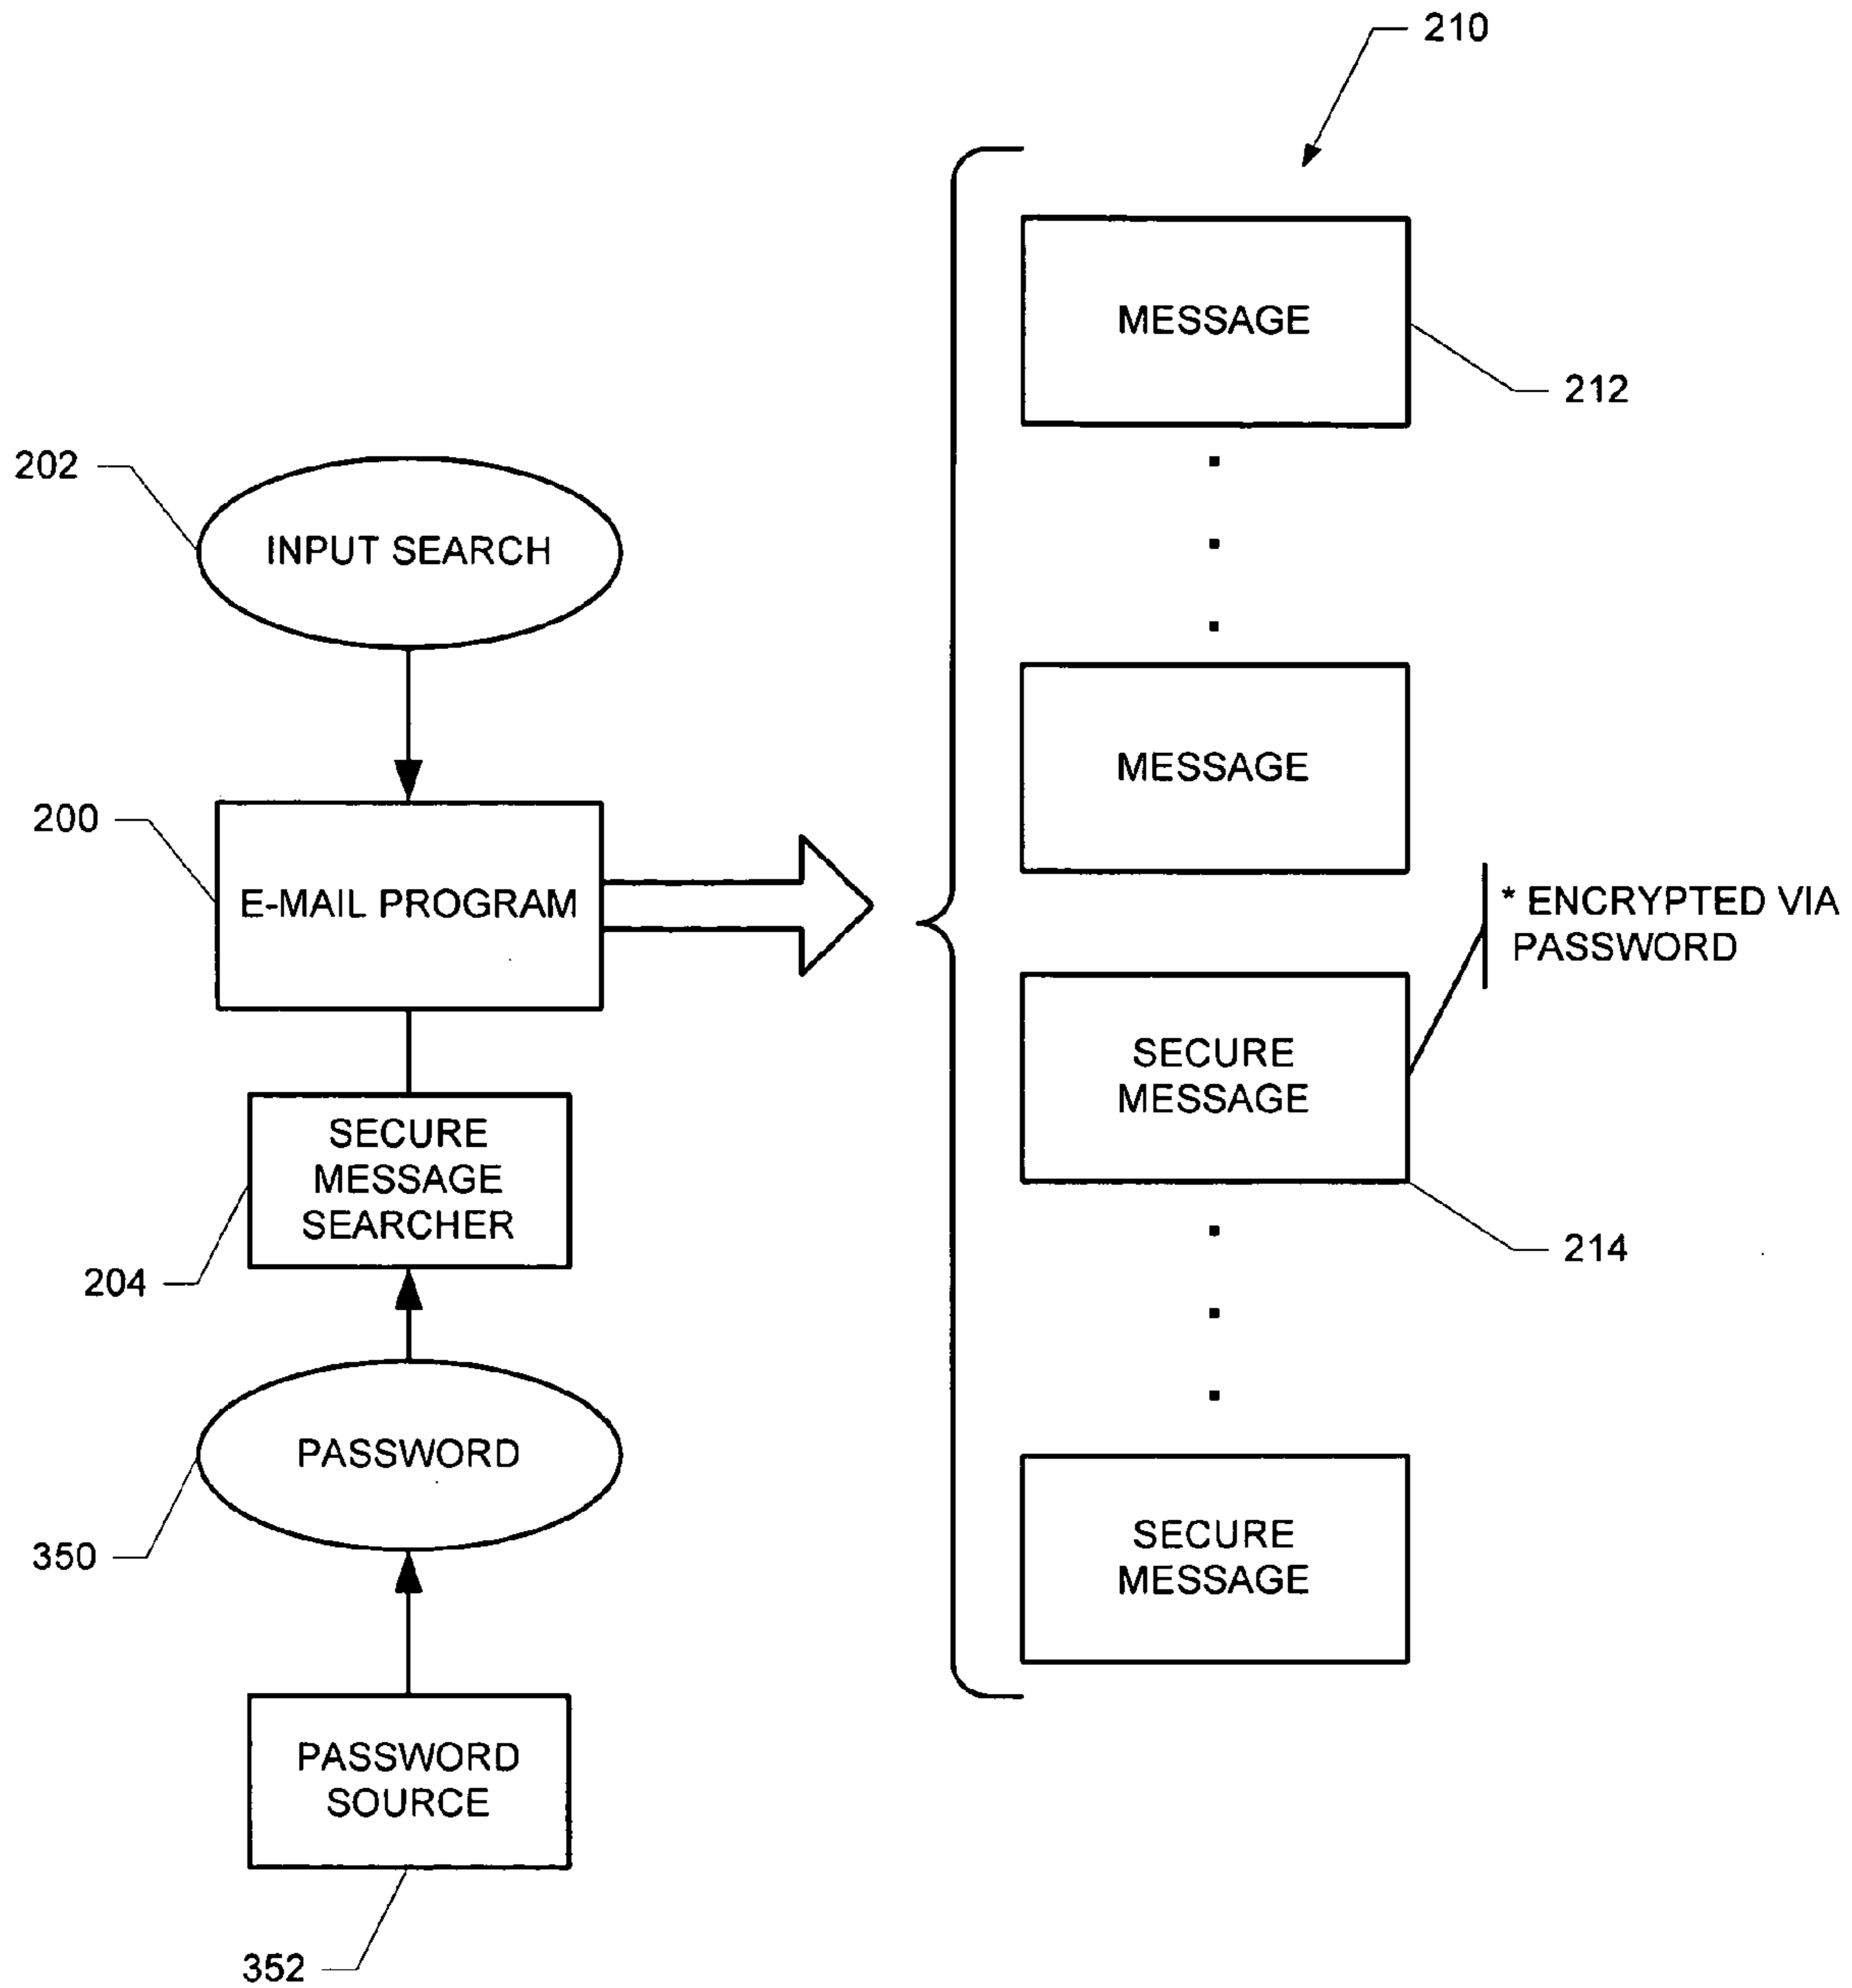 210
MESSAGE
212
202
INPUT SEARCH
MESSAGE
200
E-MAIL PROGRAM
* ENCRYPTED VIA
PASSWORD
SECURE
MESSAGE
214
SECURE
MESSAGE
SEARCHER
204
PASSWORD
350
SECURE
MESSAGE
PASSWORD
SOURCE
352